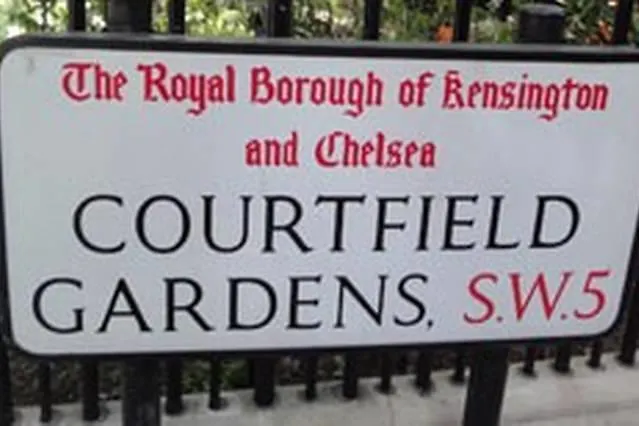 The Royal Borough of Kensington
and Chelsea
COURTFIELD
GARDENS, S.W.5